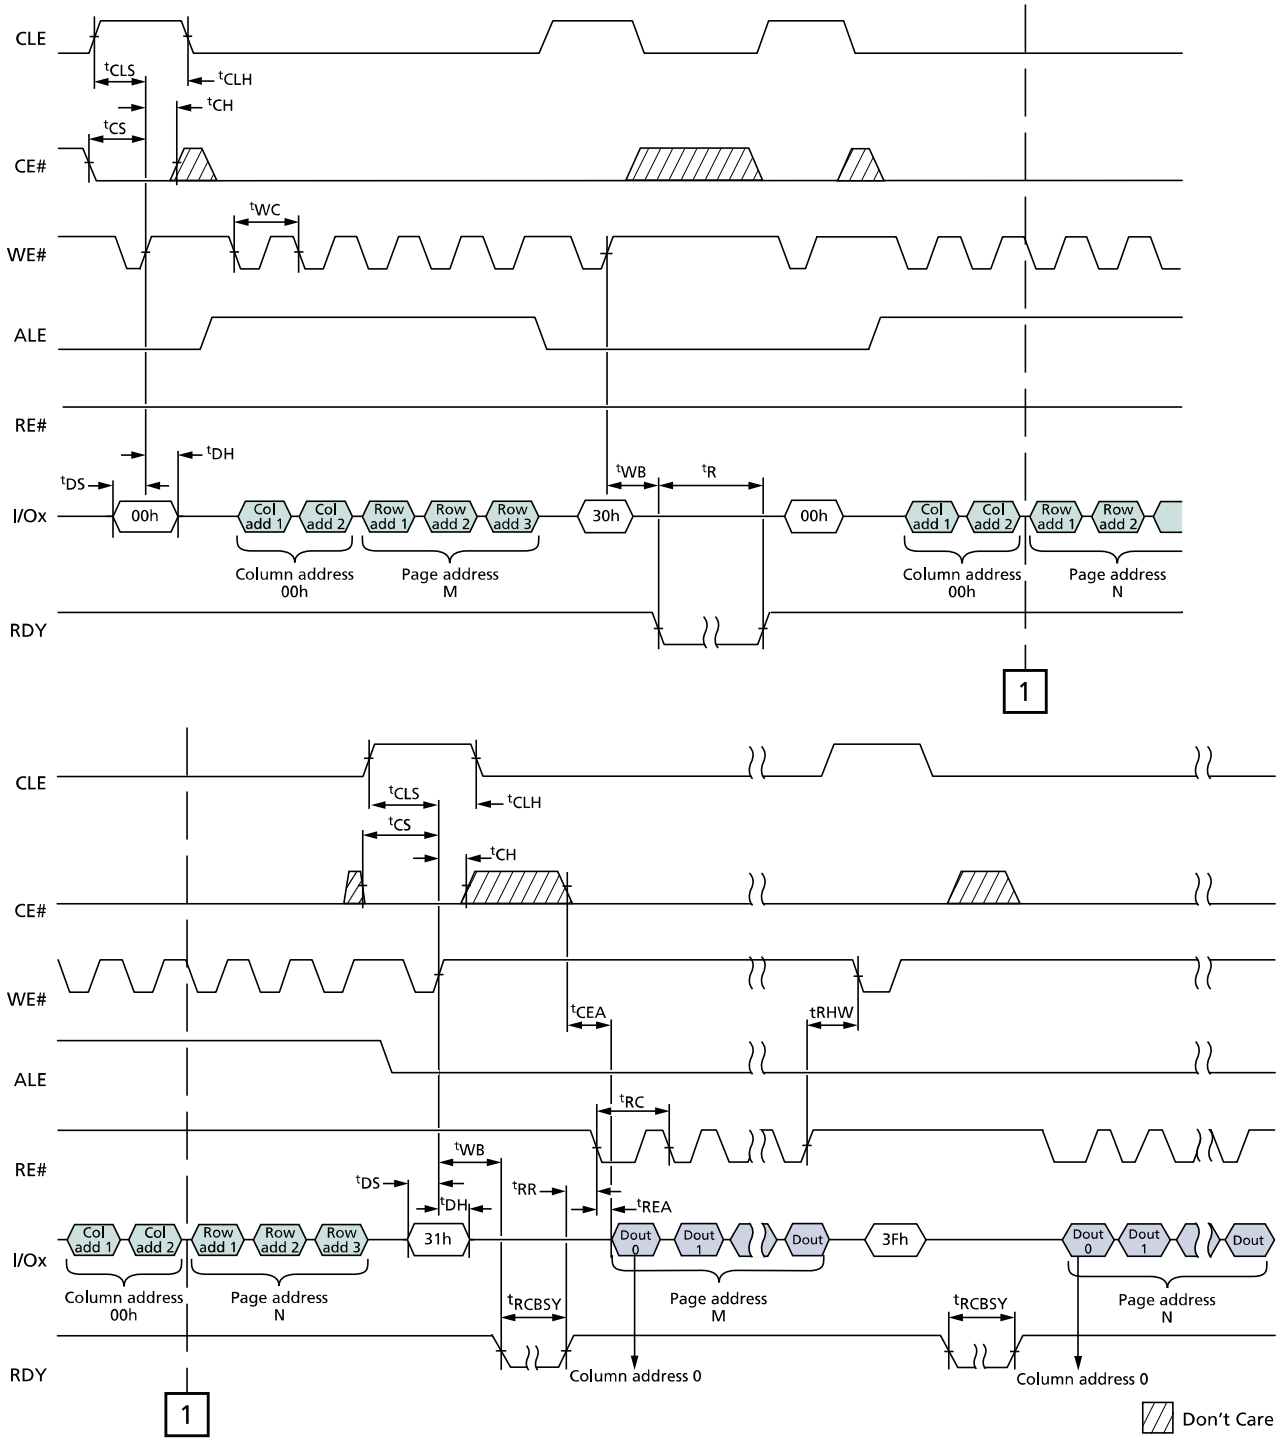 CLE
tCLS
tCLH
tCH
tCS
CE#
tWC
WE#
ALE
RE#
tDH
tDS
tWB
tR
I/Ox
00h
Col add 1
Col add 2
Row add 1
Row add 2
Row add 3
30h
00h
Col add 1
Col add 2
Row add 1
Row add 2
Column address
00h
Page address
M
Column address
00h
Page address
N
RDY
1
CLE
tCLS
tCLH
tCS
tCH
CE#
WE#
tCEA
tRHW
ALE
tRC
RE#
tWB
tDS
tDH
tRR
tREA
I/Ox
Col add 1
Col add 2
Row add 1
Row add 2
Row add 3
31h
Dout 0
Dout 1
Dout
3Fh
Dout 0
Dout 1
Dout
Column address
00h
Page address
N
tRCBSY
Page address
M
tRCBSY
Page address
N
RDY
Column address 0
Column address 0
1
Don't Care